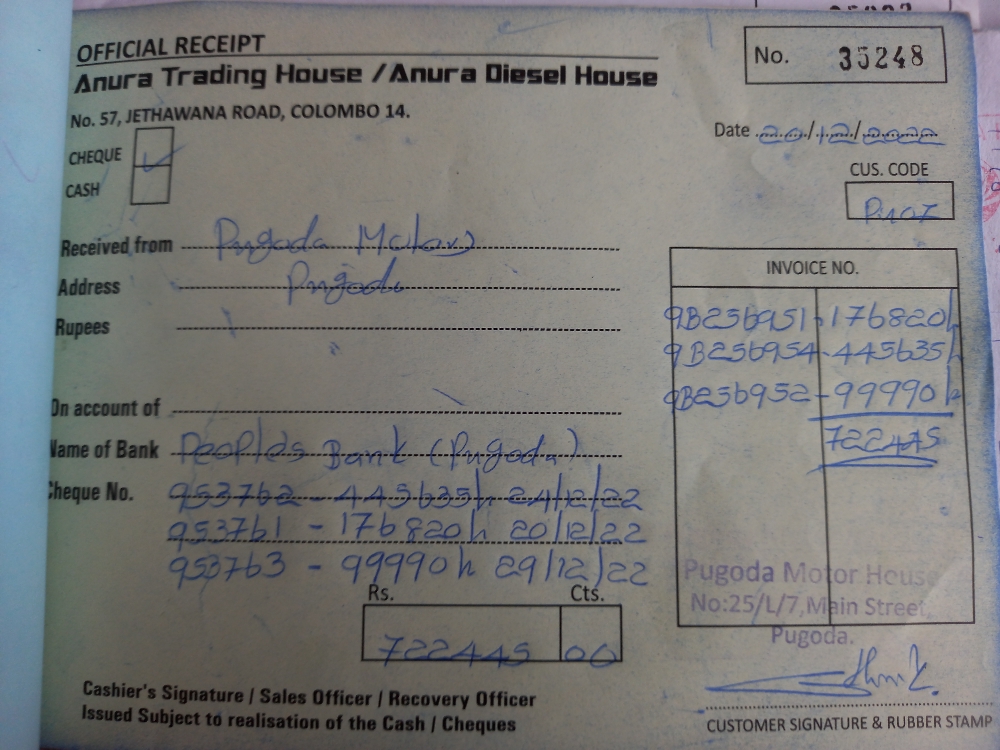 OFFICIAL RECEIPT
Anura Trading House / Anura Diesel House
No. 57, JETHAWANA ROAD, COLOMBO 14.
No. 35248
Date 20/12/2022
CHEQUE ✓
CASH
CUS. CODE
Received from Pugoda Motors
Address Pugoda
Rupees
On account of
Name of Bank People's Bank (Pugoda)
Cheque No. 953762 - 445635/= 24/12/22
953761 - 176820/= 20/12/22
953763 - 99990/= 29/12/22
Rs. Cts.
722445 00
INVOICE NO.
9B256951 - 176820/=
9B256954 - 445635/=
9B256952 - 99990/=
722445
Pugoda Motor House
No:25/L/7,Main Street,
Pugoda.
Cashier's Signature / Sales Officer / Recovery Officer
Issued Subject to realisation of the Cash / Cheques
CUSTOMER SIGNATURE & RUBBER STAMP